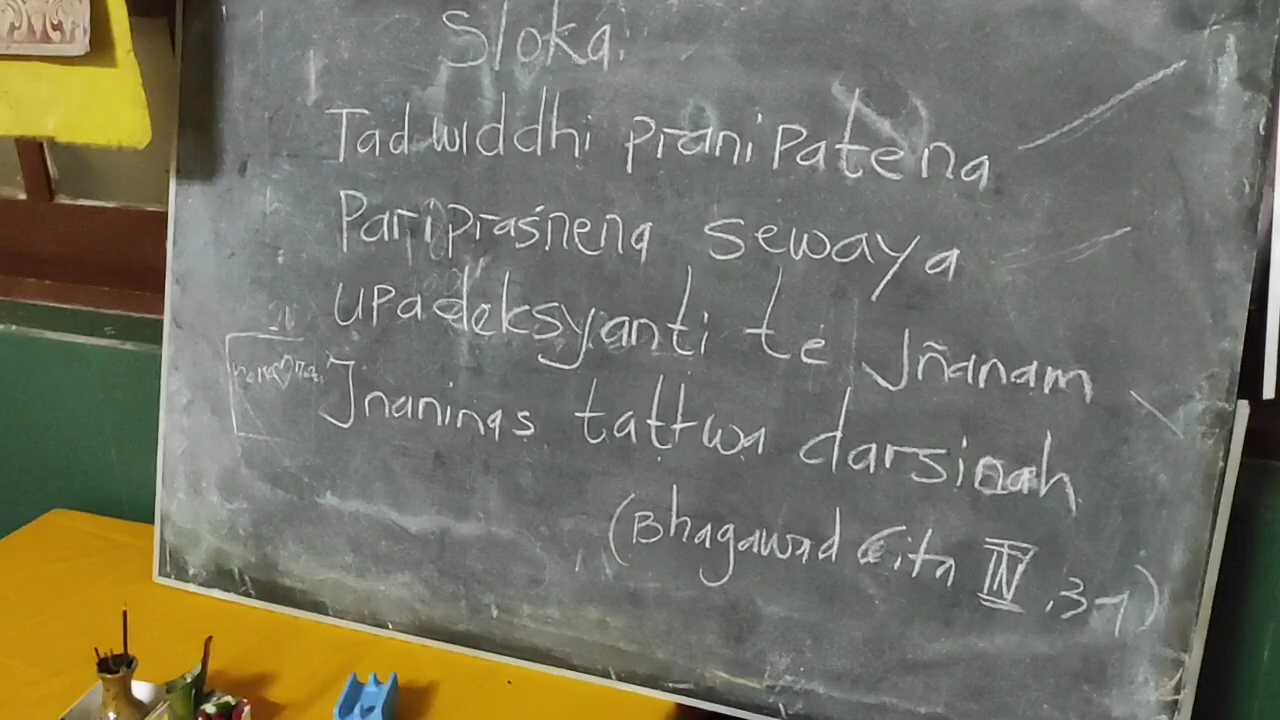 Sloka:
Tad widdhi pranipatena
Pariprasnena sewaya
upadeksyanti te Jñanam
Jnaninas tattwa darsinah
(Bhagawad Gita IV, 34)